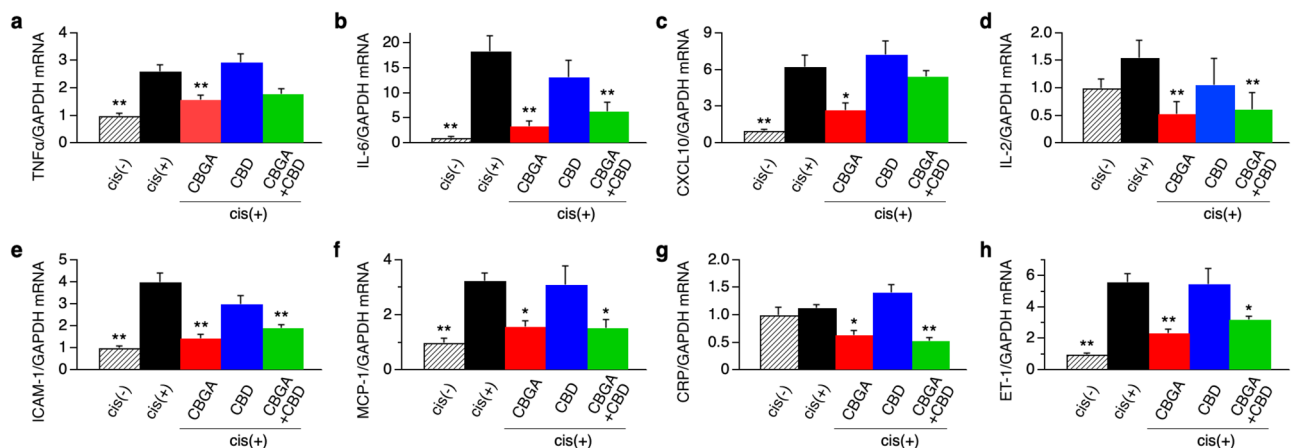 a
TNFα/GAPDH mRNA
4
3
2
1
0
**
**
cis(-)
cis(+)
CBGA
CBD
CBGA
+CBD
cis(+)
b
IL-6/GAPDH mRNA
20
15
10
5
0
**
**
**
cis(-)
cis(+)
CBGA
CBD
CBGA
+CBD
cis(+)
c
CXCL10/GAPDH mRNA
9
6
3
0
**
*
cis(-)
cis(+)
CBGA
CBD
CBGA
+CBD
cis(+)
d
IL-2/GAPDH mRNA
2.0
1.5
1.0
0.5
0
**
**
cis(-)
cis(+)
CBGA
CBD
CBGA
+CBD
cis(+)
e
ICAM-1/GAPDH mRNA
5
4
3
2
1
0
**
**
**
cis(-)
cis(+)
CBGA
CBD
CBGA
+CBD
cis(+)
f
MCP-1/GAPDH mRNA
4
3
2
1
0
**
*
*
cis(-)
cis(+)
CBGA
CBD
CBGA
+CBD
cis(+)
g
CRP/GAPDH mRNA
2.0
1.5
1.0
0.5
0
*
**
cis(-)
cis(+)
CBGA
CBD
CBGA
+CBD
cis(+)
h
ET-1/GAPDH mRNA
6
4
2
0
**
**
*
cis(-)
cis(+)
CBGA
CBD
CBGA
+CBD
cis(+)